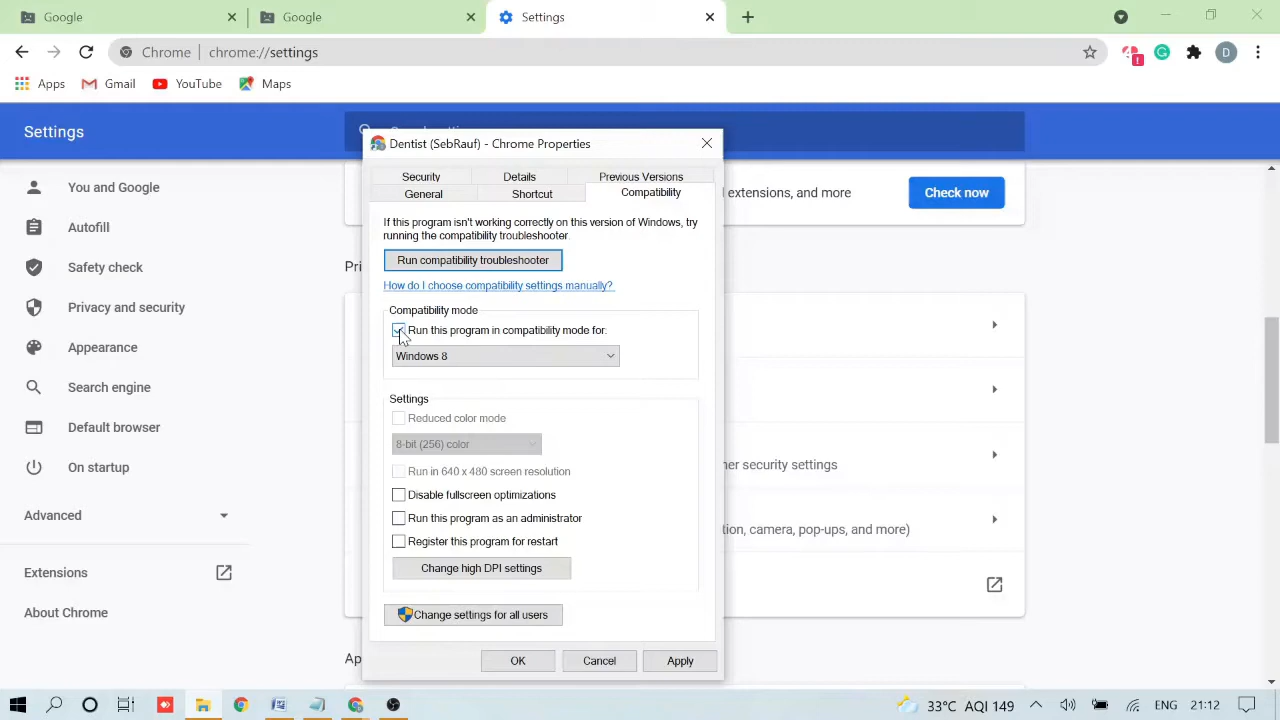 Google
Google
Settings
Chrome
chrome://settings
D
Apps
Gmail
YouTube
Maps
Settings
Dentist (SebRauf) - Chrome Properties
You and Google
Autofill
Safety check
Privacy and security
Appearance
Search engine
Default browser
On startup
Advanced
Extensions
About Chrome
extensions, and more
Check now
Pri
her security settings
tion, camera, pop-ups, and more)
Ap
Security
Details
Previous Versions
General
Shortcut
Compatibility
If this program isn't working correctly on this version of Windows, try
running the compatibility troubleshooter
Run compatibility troubleshooter
How do I choose compatibility settings manually?
Compatibility mode
Run this program in compatibility mode for:
Windows 8
Settings
Reduced color mode
8-bit (256) color
Run in 640 x 480 screen resolution
Disable fullscreen optimizations
Run this program as an administrator
Register this program for restart
Change high DPI settings
Change settings for all users
OK
Cancel
Apply
33°C AQI 149
ENG
21:12